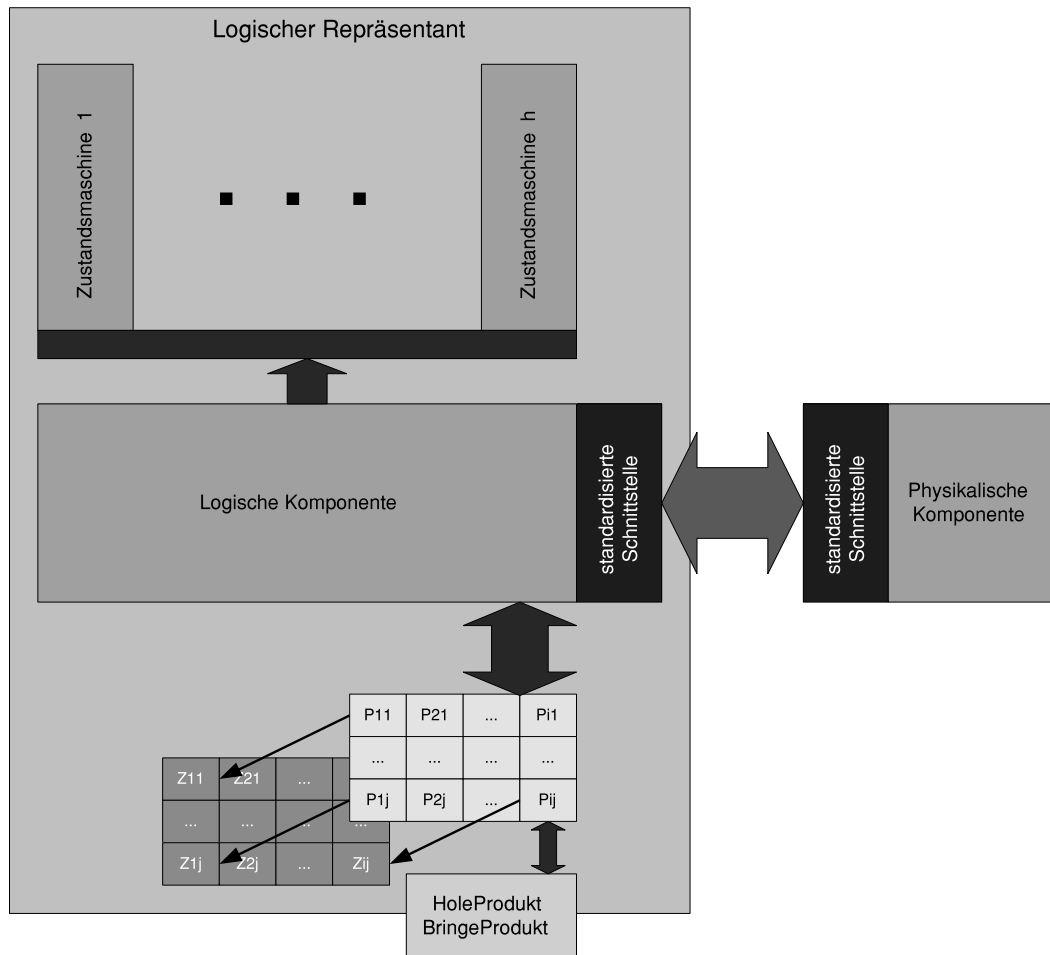 Logischer Repräsentant
Zustandsmaschine 1
Zustandsmaschine h
Logische Komponente
standardisierte
Schnittstelle
standardisierte
Schnittstelle
Physikalische
Komponente
P11 P21 ... Pi1
... ... ... ...
P1j P2j ... Pij
Z11 Z21 ...
... ... ... ...
Z1j Z2j ... Zij
HoleProdukt
BringeProdukt